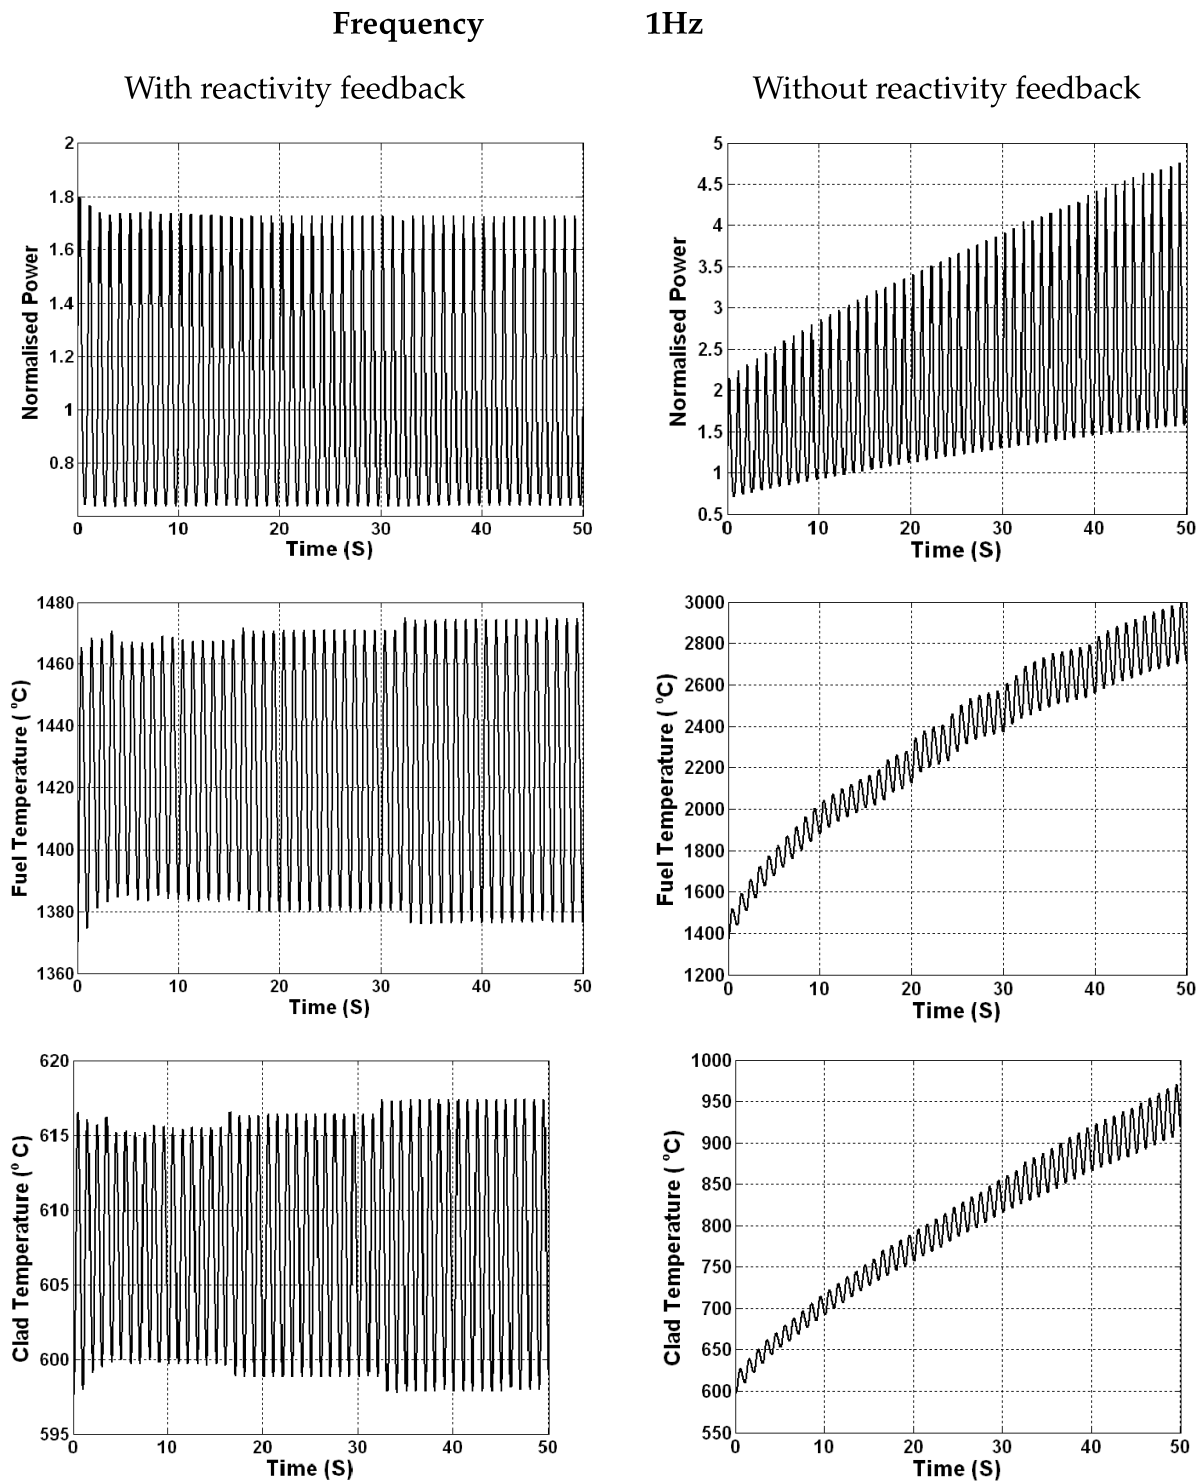 Frequency 1Hz
With reactivity feedback
Without reactivity feedback
2
1.8
1.6
1.4
1.2
1
0.8
Normalised Power
0 10 20 30 40 50
Time (S)
5
4.5
4
3.5
3
2.5
2
1.5
1
0.5
Normalised Power
0 10 20 30 40 50
Time (S)
1480
1460
1440
1420
1400
1380
1360
Fuel Temperature ( °C)
0 10 20 30 40 50
Time (S)
3000
2800
2600
2400
2200
2000
1800
1600
1400
1200
Fuel Temperature ( °C)
0 10 20 30 40 50
Time (S)
620
615
610
605
600
595
Clad Temperature (° C)
0 10 20 30 40 50
Time (S)
1000
950
900
850
800
750
700
650
600
550
Clad Temperature ( °C)
0 10 20 30 40 50
Time (S)